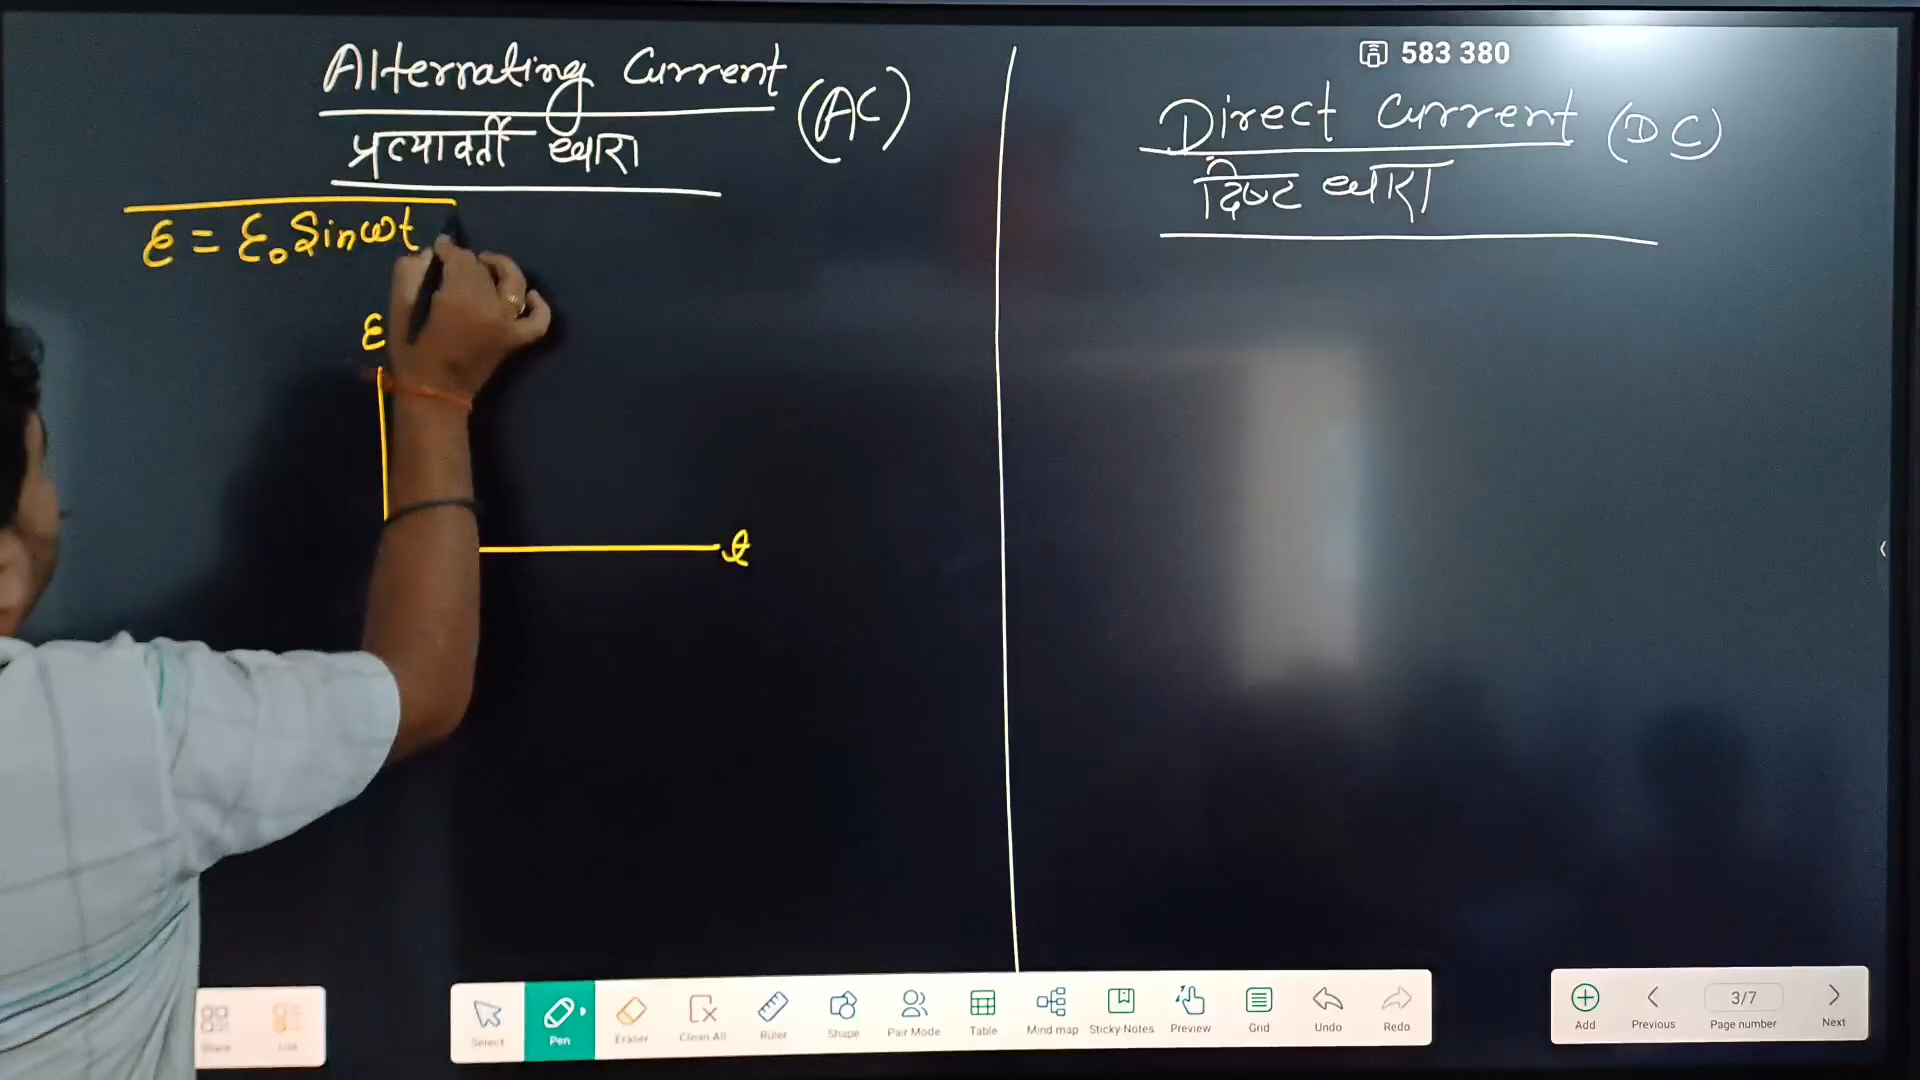 Alternating Current (AC)
प्रत्यावर्ती धारा
ε = ε₀ Sinωt
ε
t
583 380
Direct Current (DC)
दिष्ट धारा
Select
Pen
Eraser
Clean All
Ruler
Shape
Pair Mode
Table
Mind map
Sticky Notes
Preview
Grid
Undo
Redo
Add
Previous
3/7
Page number
Next